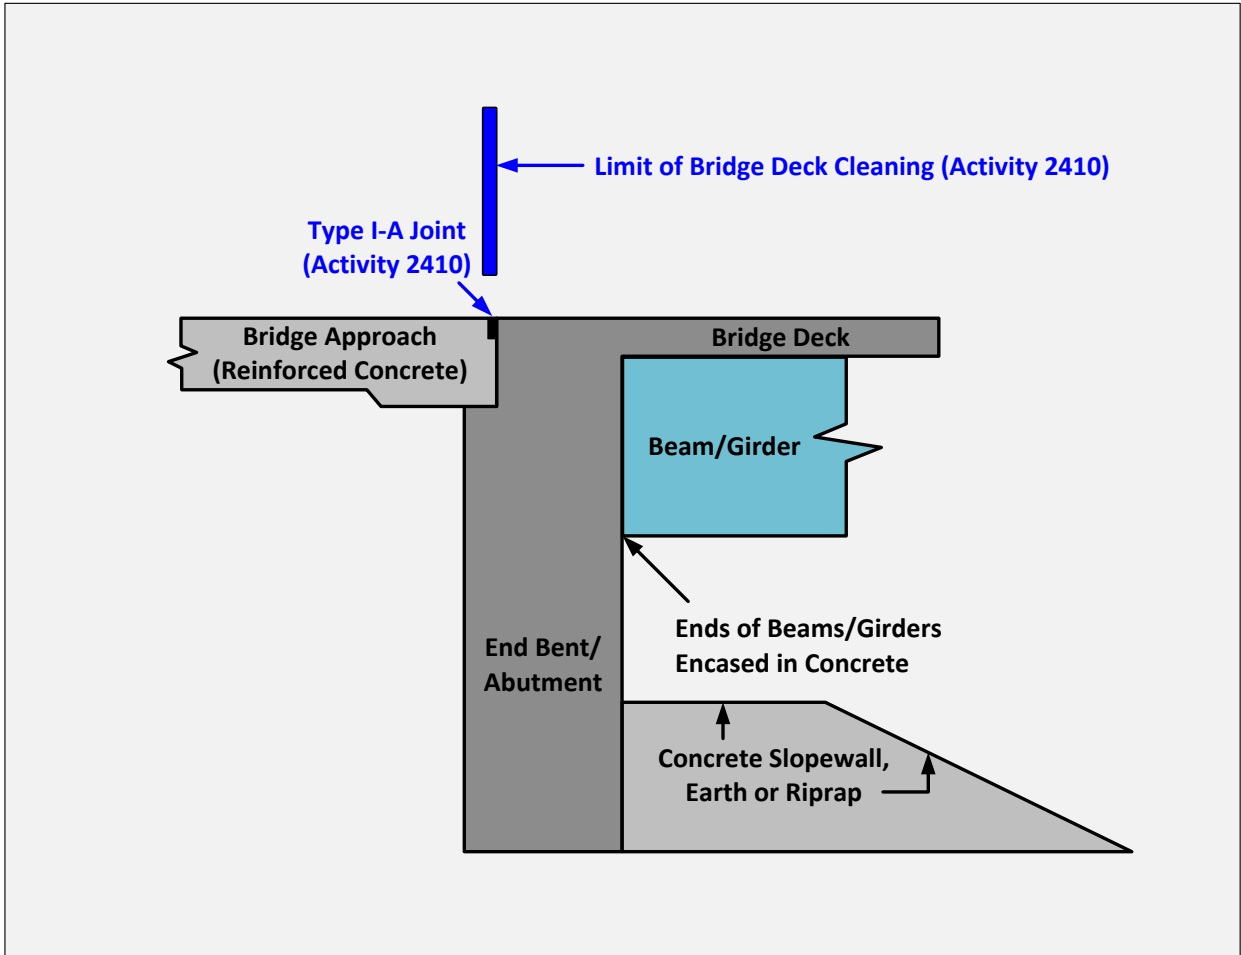 Limit of Bridge Deck Cleaning (Activity 2410)
Type I-A Joint
(Activity 2410)
Bridge Approach
(Reinforced Concrete)
Bridge Deck
Beam/Girder
Ends of Beams/Girders
Encased in Concrete
End Bent/
Abutment
Concrete Slopewall,
Earth or Riprap